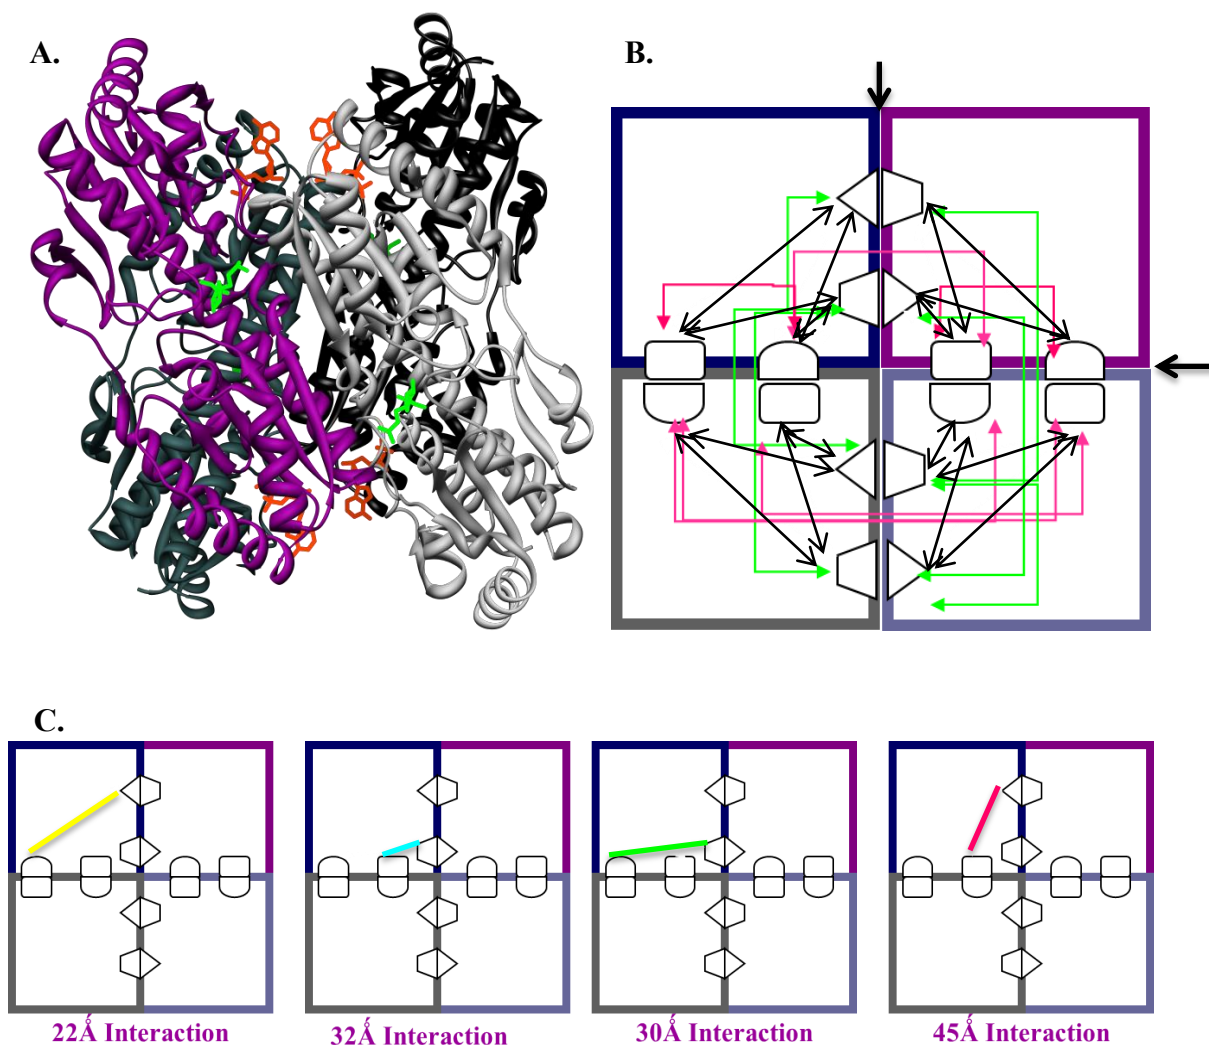 A.
B.
C.
22Å Interaction
32Å Interaction
30Å Interaction
45Å Interaction